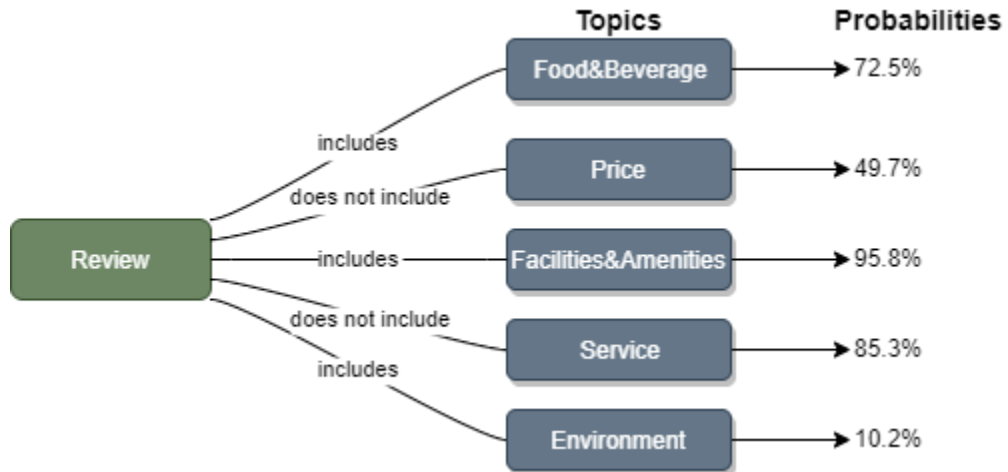 Topics Probabilities
Food&Beverage 72.5%
includes
Price 49.7%
does not include
Review
includes
Facilities&Amenities 95.8%
does not include
Service 85.3%
includes
Environment 10.2%